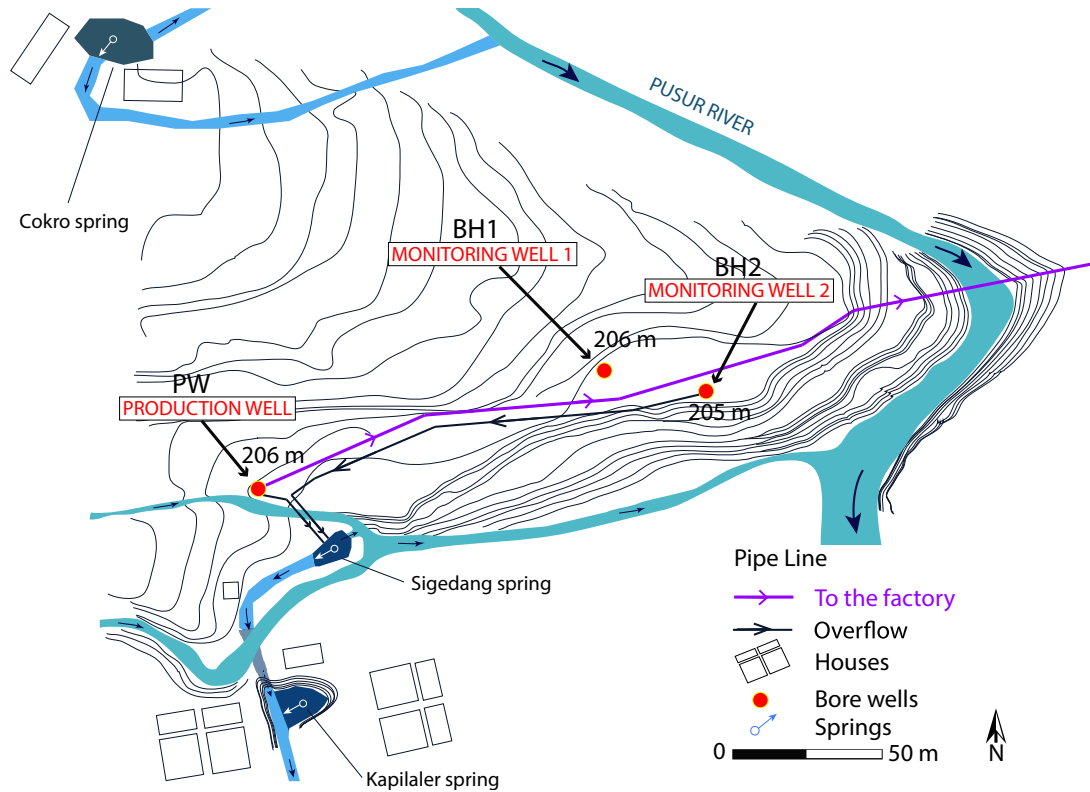 PUSUR RIVER
Cokro spring
BH1
MONITORING WELL 1
BH2
MONITORING WELL 2
206 m
205 m
PW
PRODUCTION WELL
206 m
Sigedang spring
Kapilaler spring
Pipe Line
To the factory
Overflow
Houses
Bore wells
Springs
0 50 m
N